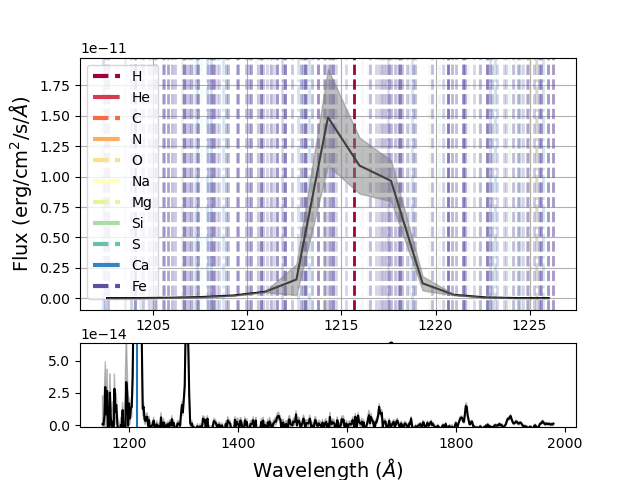 1e−11
Flux (erg/cm²/s/Å)
1.75
1.50
1.25
1.00
0.75
0.50
0.25
0.00
H
He
C
N
O
Na
Mg
Si
S
Ca
Fe
1205 1210 1215 1220 1225
1e−14
5.0
2.5
0.0
1200 1400 1600 1800 2000
Wavelength (Å)